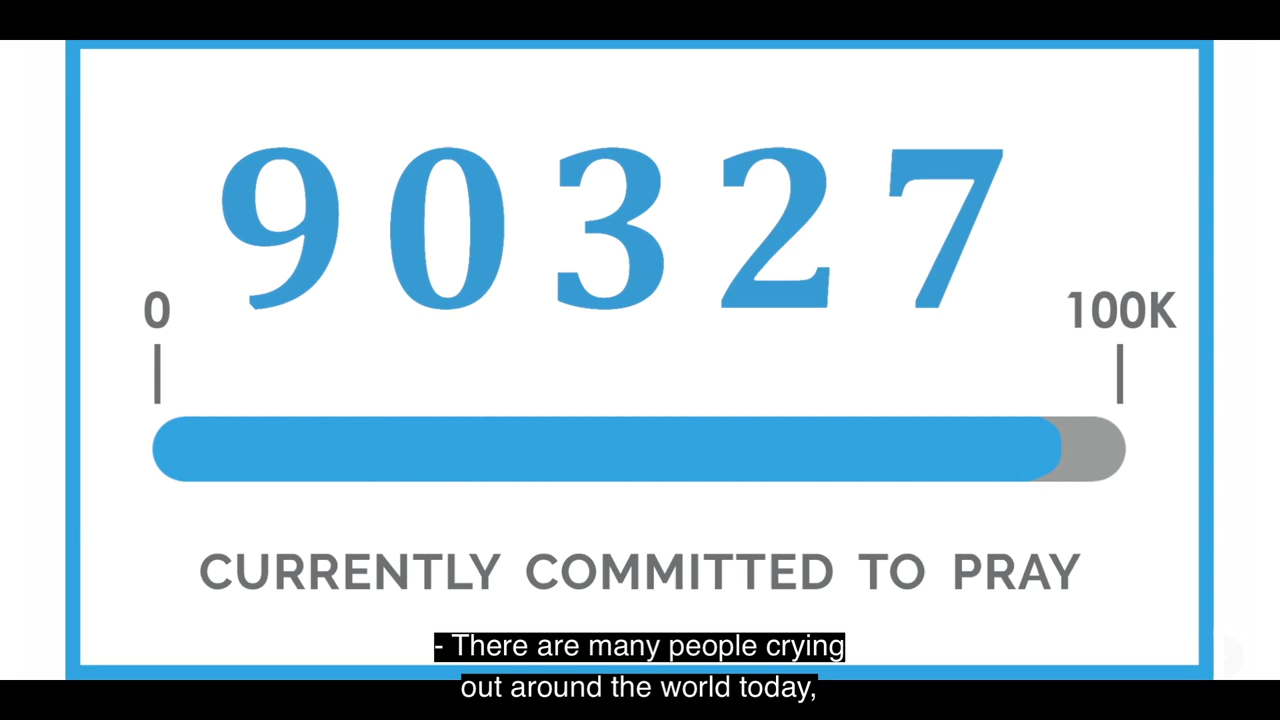 90327
0
100K
CURRENTLY COMMITTED TO PRAY
- There are many people crying
out around the world today,